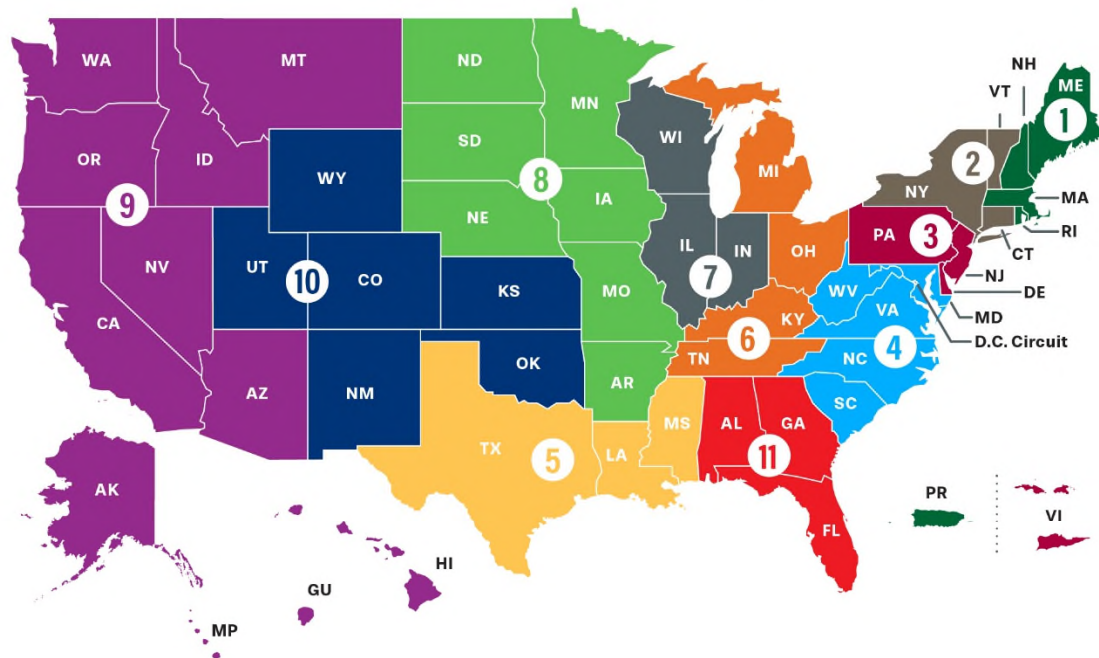 WA
MT
ND
MN
NH
ME
VT
1
OR
ID
SD
WI
MI
2
WY
8
IA
NY
MA
9
NE
RI
PA
3
CT
NV
UT
10
CO
IL
IN
OH
NJ
7
DE
CA
KS
MO
WV
VA
MD
D.C. Circuit
KY
6
TN
NC
4
AZ
NM
OK
AR
SC
MS
AL
GA
TX
5
LA
11
AK
PR
VI
FL
HI
GU
MP